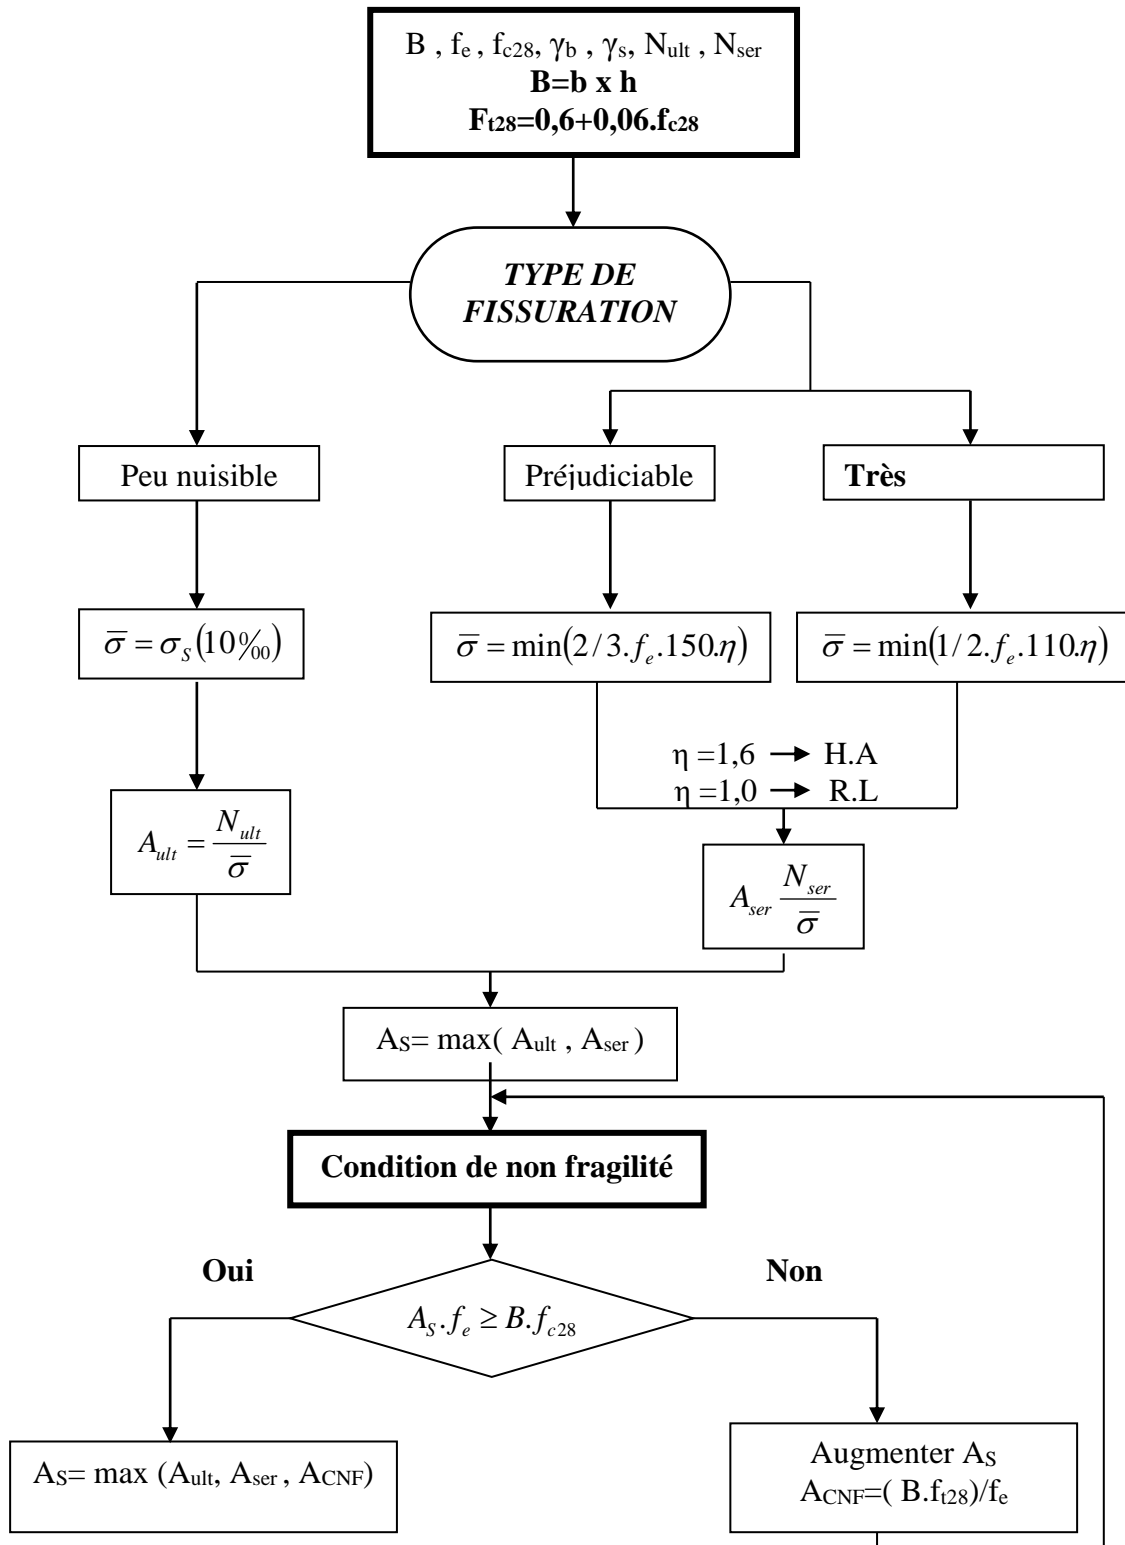 B , fe , fc28, γb , γs, Nult , Nser
B=b x h
Ft28=0,6+0,06.fc28
TYPE DE
FISSURATION
Peu nuisible
Préjudiciable
Très
σ̅ = σS(10‰)
σ̅ = min(2/3.fe.150.η)
σ̅ = min(1/2.fe.110.η)
η =1,6 → H.A
η =1,0 → R.L
Ault = Nult / σ̅
Aser Nser / σ̅
AS= max( Ault , Aser )
Condition de non fragilité
Oui
Non
AS.fe ≥ B.fc28
AS= max (Ault, Aser , ACNF)
Augmenter AS
ACNF=( B.ft28)/fe